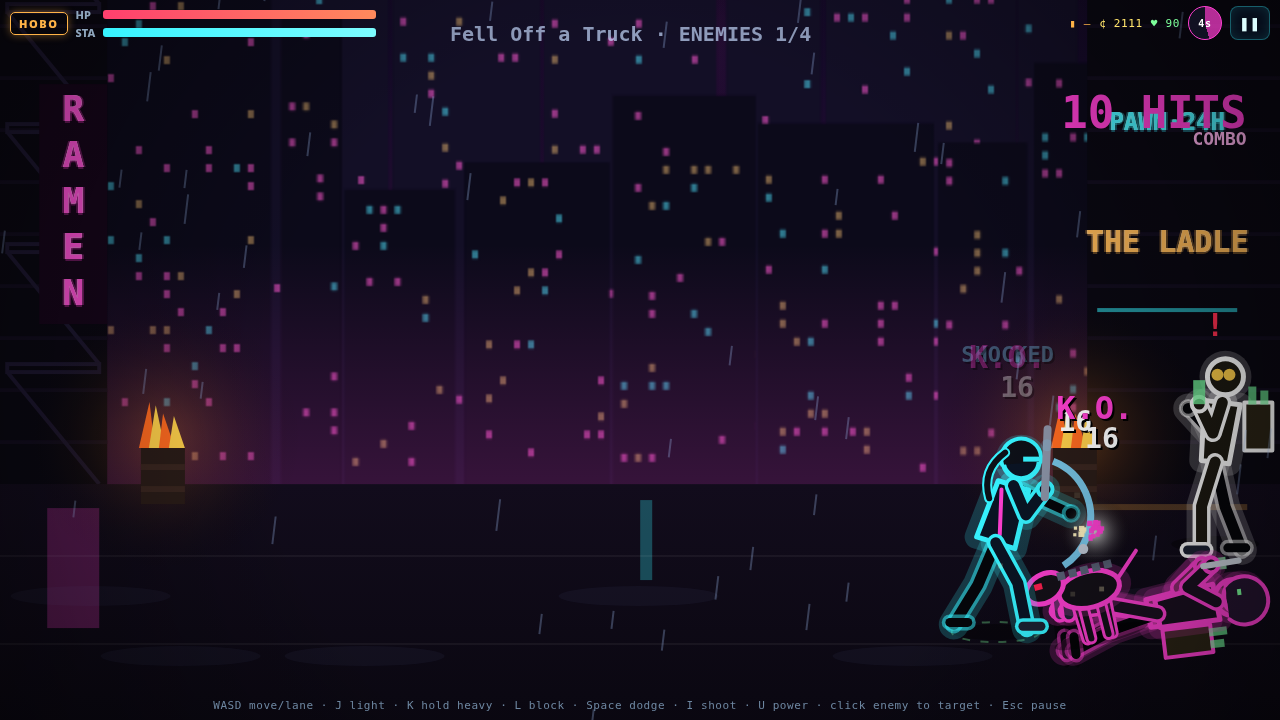 HOBO
HP
STA
Fell Off a Truck · ENEMIES 1/4
▮ — ¢ 2111 ♥ 90
4s
RAMEN
10 HITS
PAWN·24H
COMBO
THE LADLE
!
SHOCKED
K.O.
16
K.O.
16
16
WASD move/lane · J light · K hold heavy · L block · Space dodge · I shoot · U power · click enemy to target · Esc pause